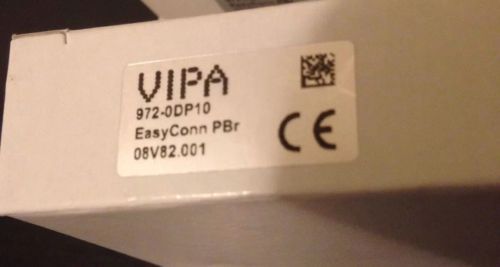 VIPA
972-0DP10
EasyConn PBr
08V82.001
CE